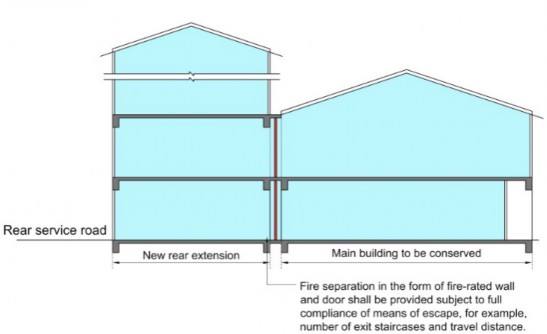 Rear service road
New rear extension
Main building to be conserved
Fire separation in the form of fire-rated wall
and door shall be provided subject to full
compliance of means of escape, for example,
number of exit staircases and travel distance.